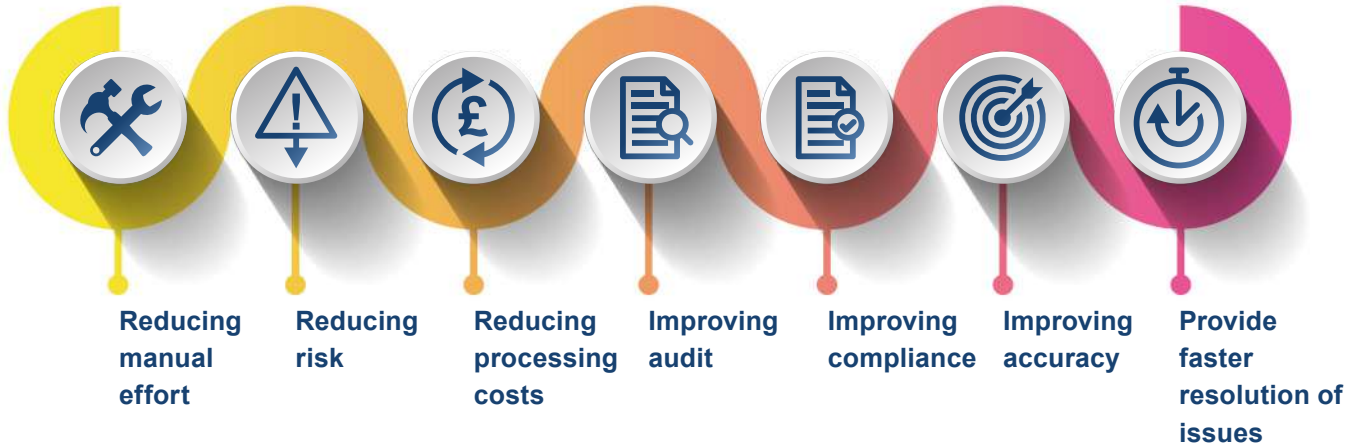 Reducing
manual
effort
Reducing
risk
Reducing
processing
costs
Improving
audit
Improving
compliance
Improving
accuracy
Provide
faster
resolution of
issues
£
!